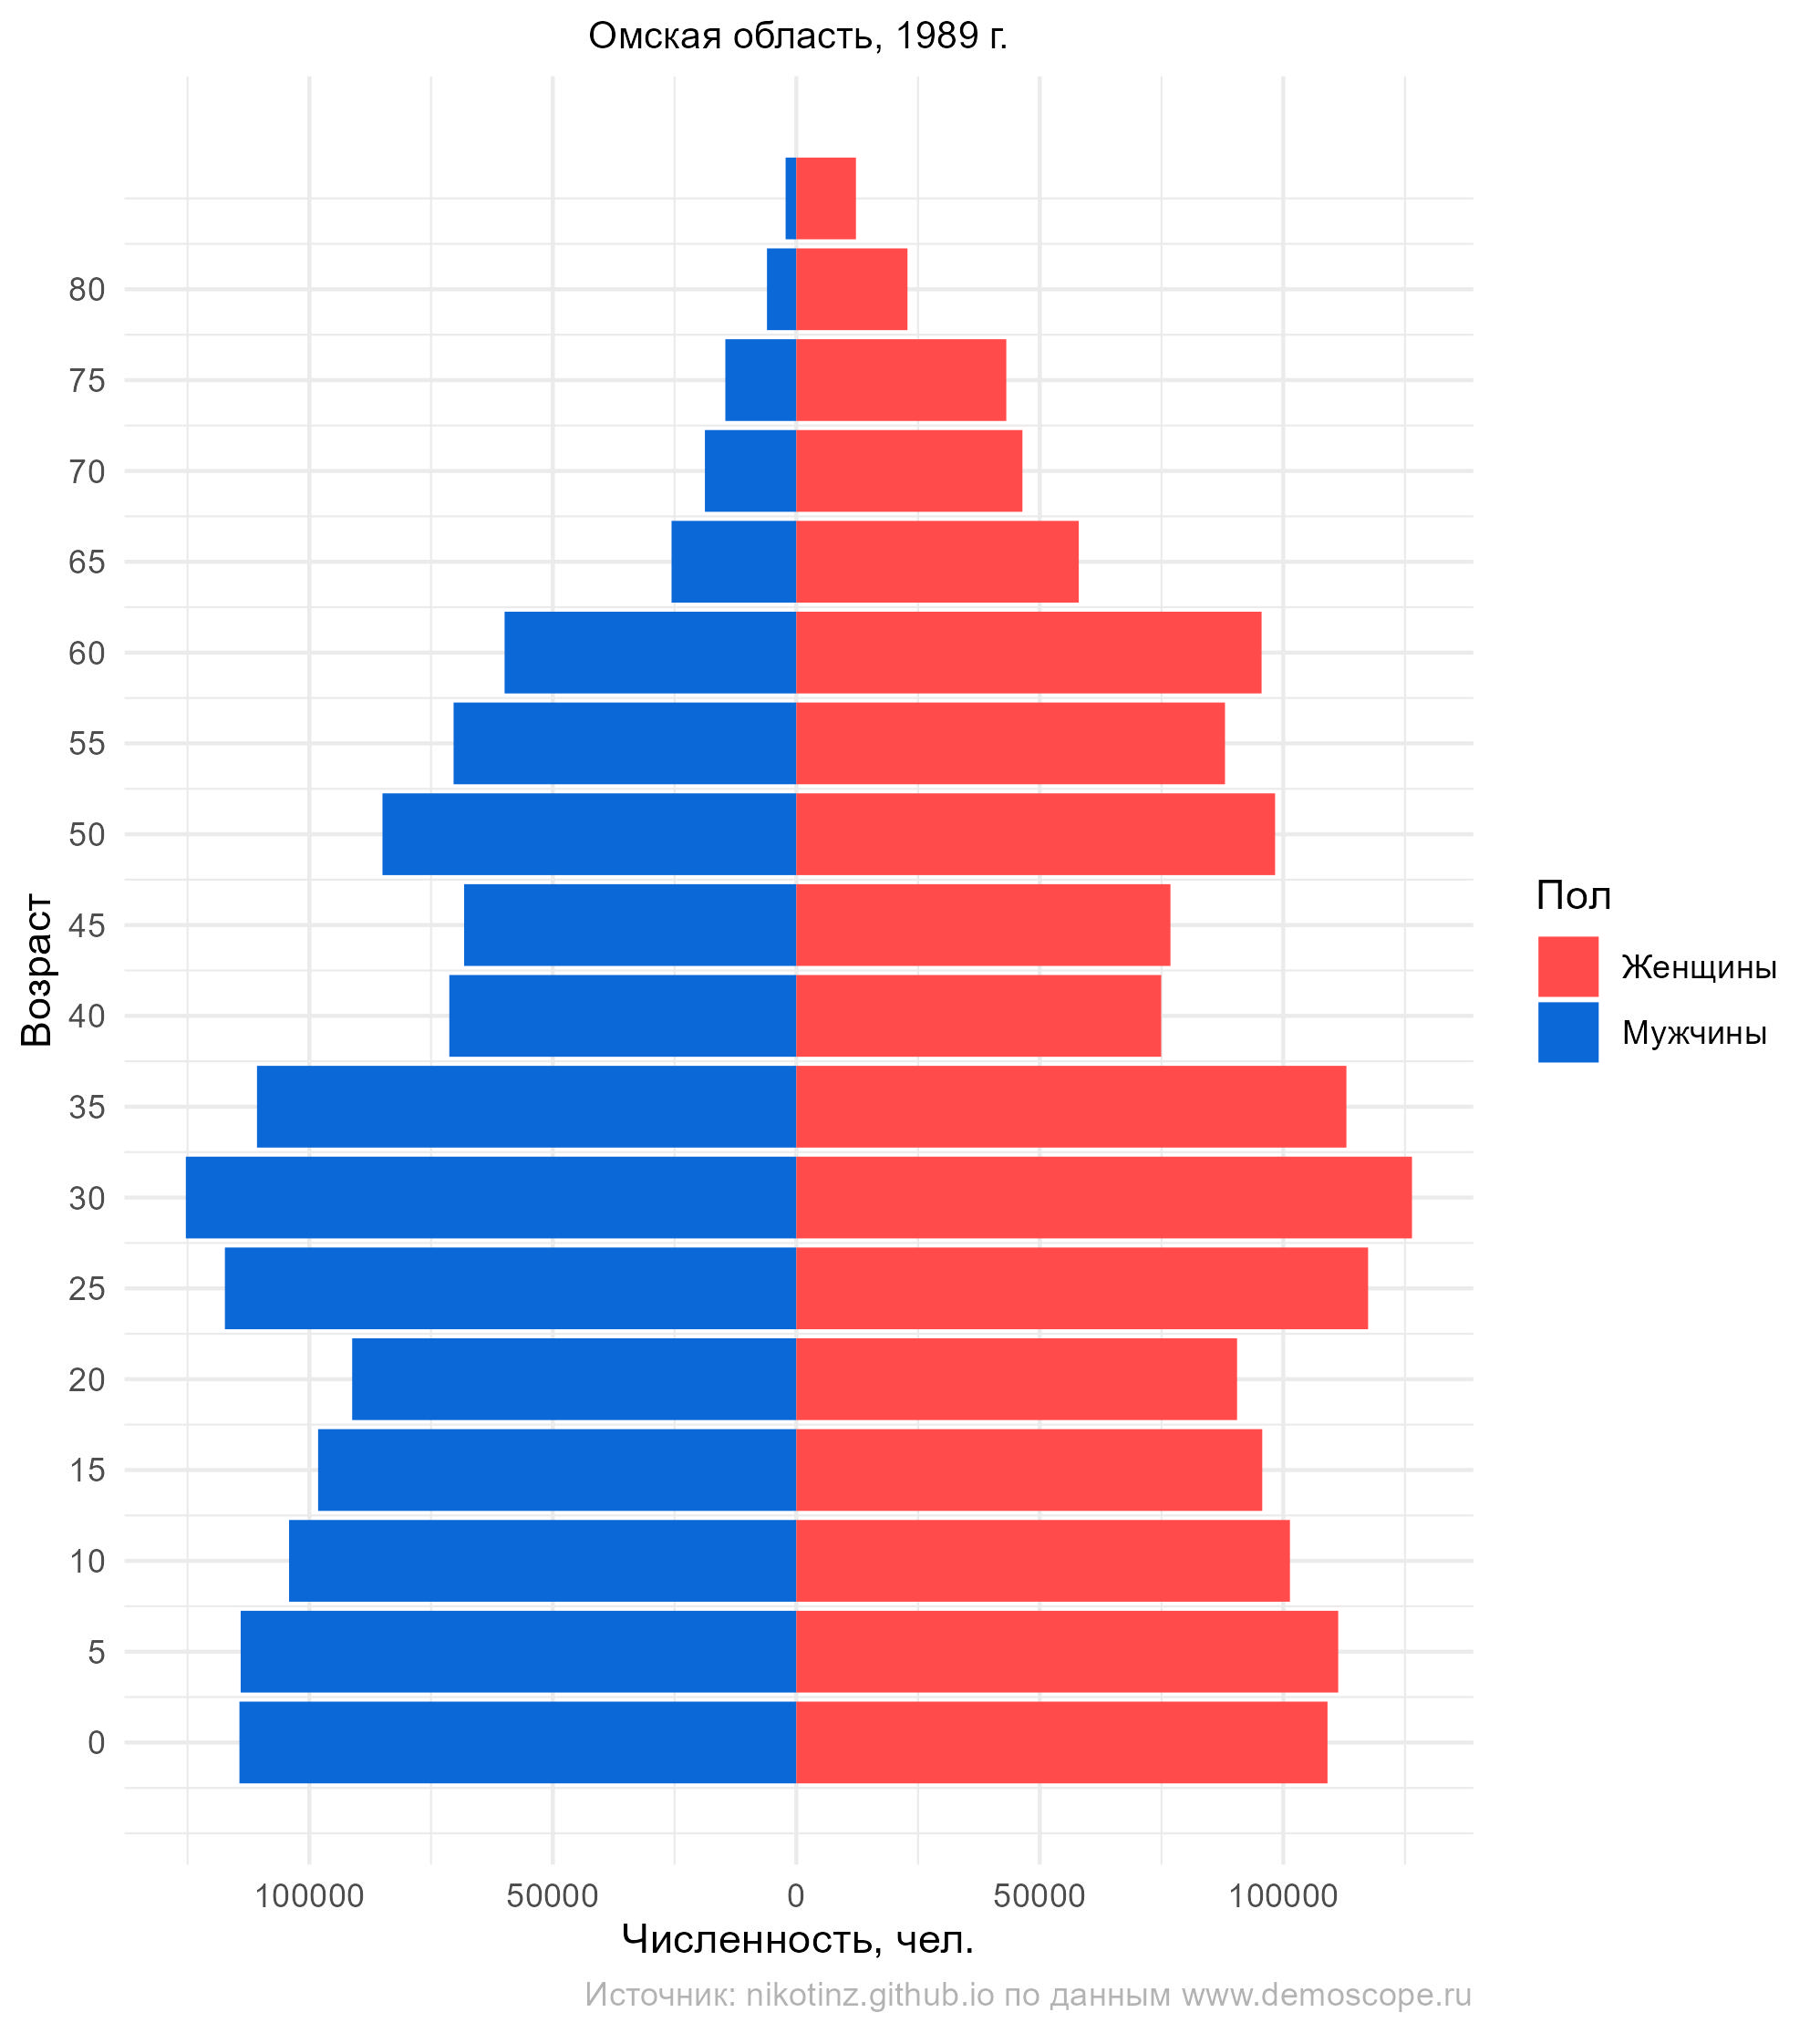 Омская область, 1989 г.
80
75
70
65
60
55
50
45
40
35
30
25
20
15
10
5
0
Возраст
100000 50000 0 50000 100000
Численность, чел.
Пол
Женщины
Мужчины
Источник: nikotinz.github.io по данным www.demoscope.ru